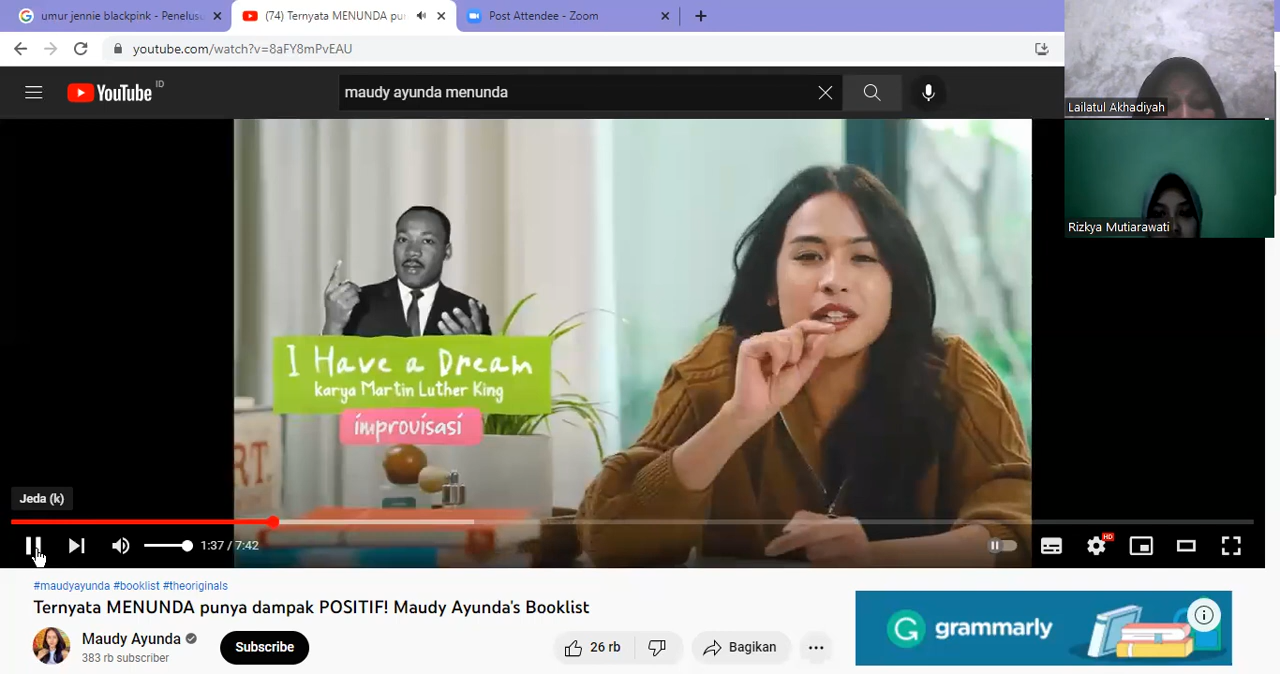 umur jennie blackpink - Penelus
(74) Ternyata MENUNDA pu
Post Attendee - Zoom
youtube.com/watch?v=8aFY8mPvEAU
YouTube ID
maudy ayunda menunda
Lailatul Akhadiyah
Rizkya Mutiarawati
I Have a Dream
karya Martin Luther King
improvisasi
RT.
Jeda (k)
1:37 / 7:42
HD
#maudyayunda #booklist #theoriginals
Ternyata MENUNDA punya dampak POSITIF! Maudy Ayunda's Booklist
Maudy Ayunda
383 rb subscriber
Subscribe
26 rb
Bagikan
grammarly